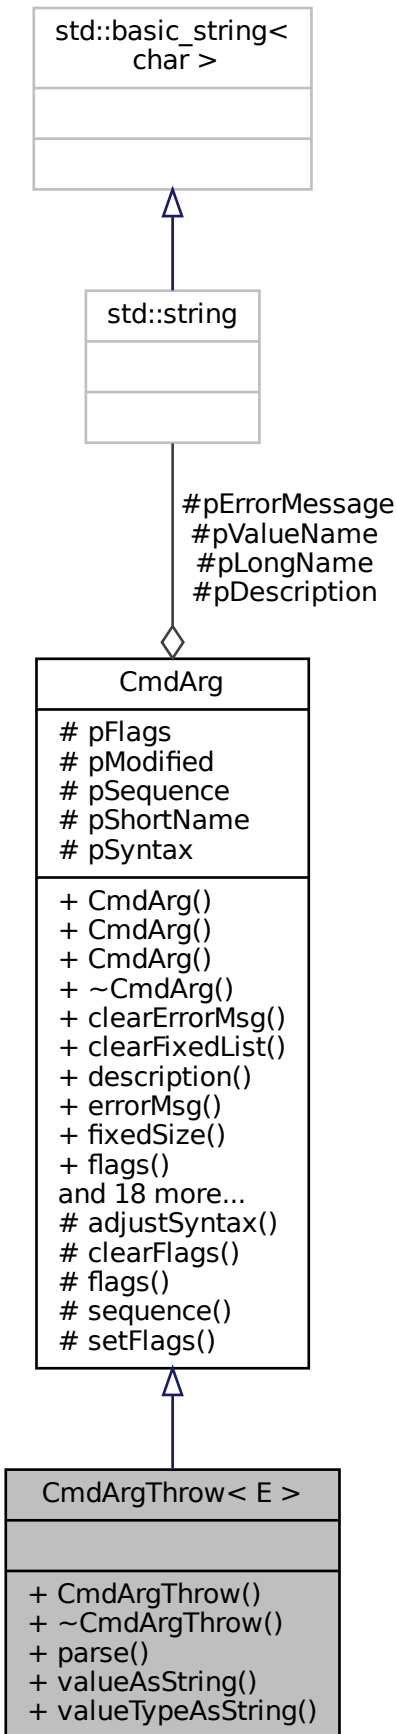 std::basic_string<
char >
std::string
#pErrorMessage
#pValueName
#pLongName
#pDescription
CmdArg
# pFlags
# pModified
# pSequence
# pShortName
# pSyntax
+ CmdArg()
+ CmdArg()
+ CmdArg()
+ ~CmdArg()
+ clearErrorMsg()
+ clearFixedList()
+ description()
+ errorMsg()
+ fixedSize()
+ flags()
and 18 more...
# adjustSyntax()
# clearFlags()
# flags()
# sequence()
# setFlags()
CmdArgThrow< E >
+ CmdArgThrow()
+ ~CmdArgThrow()
+ parse()
+ valueAsString()
+ valueTypeAsString()